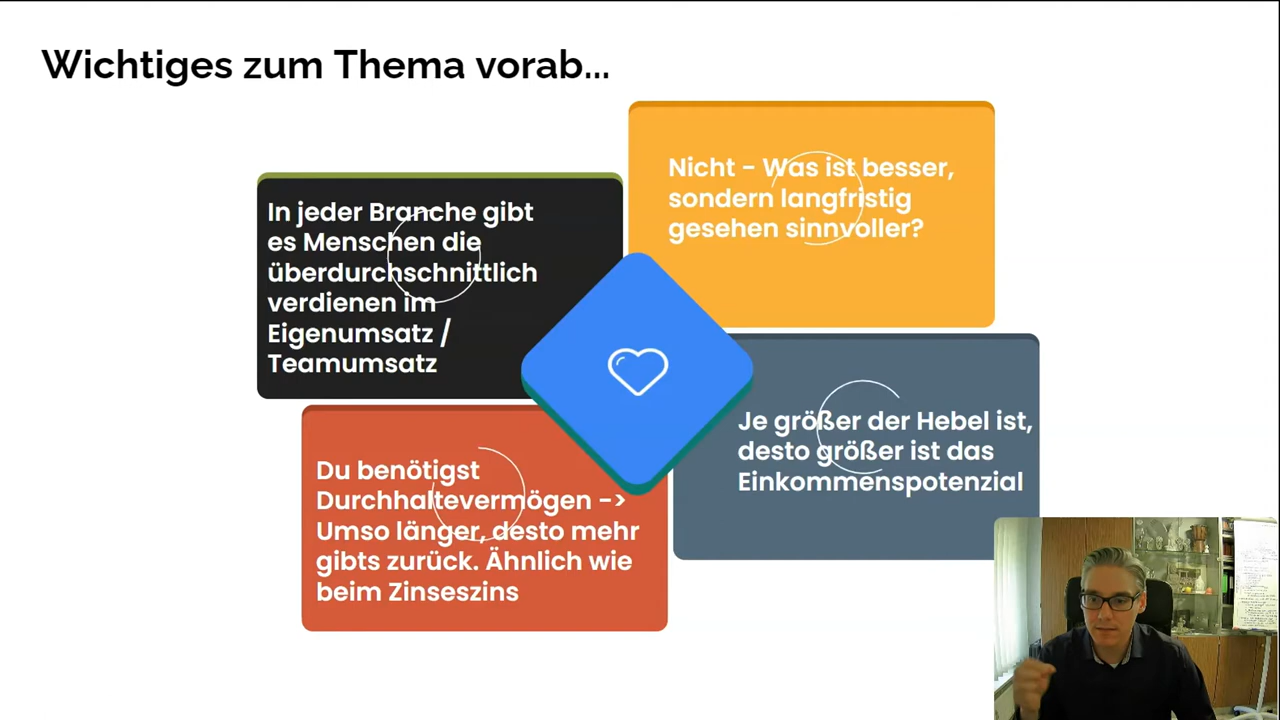 Wichtiges zum Thema vorab...
In jeder Branche gibt
es Menschen die
überdurchschnittlich
verdienen im
Eigenumsatz /
Teamumsatz
Nicht - Was ist besser,
sondern langfristig
gesehen sinnvoller?
Du benötigst
Durchhaltevermögen ->
Umso länger, desto mehr
gibts zurück. Ähnlich wie
beim Zinseszins
Je größer der Hebel ist,
desto größer ist das
Einkommenspotenzial